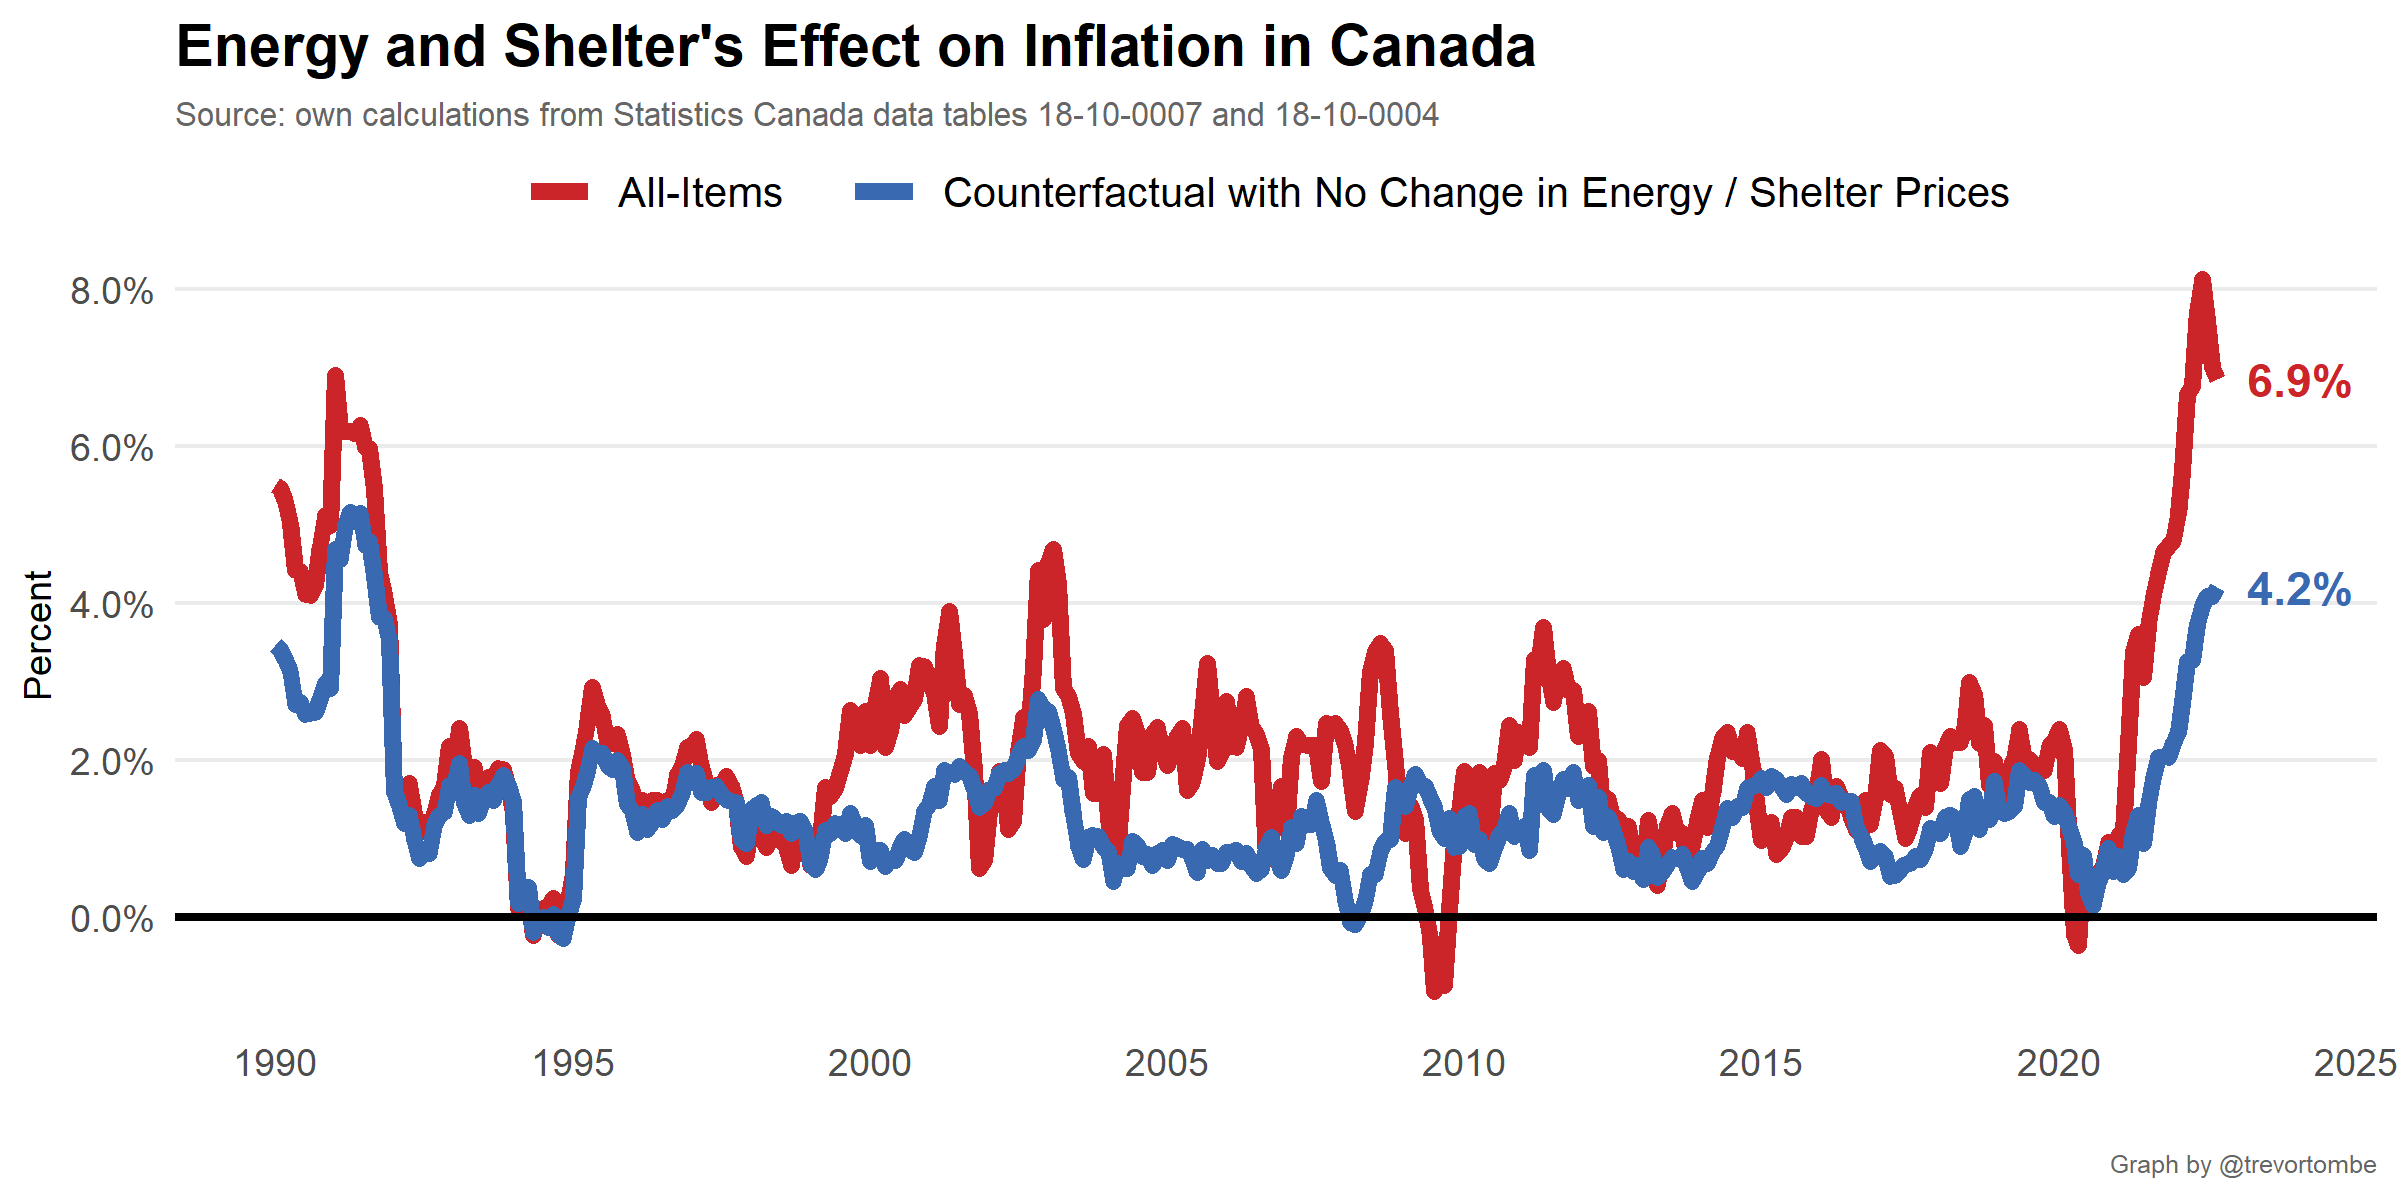 Energy and Shelter's Effect on Inflation in Canada
Source: own calculations from Statistics Canada data tables 18-10-0007 and 18-10-0004
All-Items
Counterfactual with No Change in Energy / Shelter Prices
8.0%
6.0%
4.0%
2.0%
0.0%
Percent
6.9%
4.2%
1990
1995
2000
2005
2010
2015
2020
2025
Graph by @trevortombe